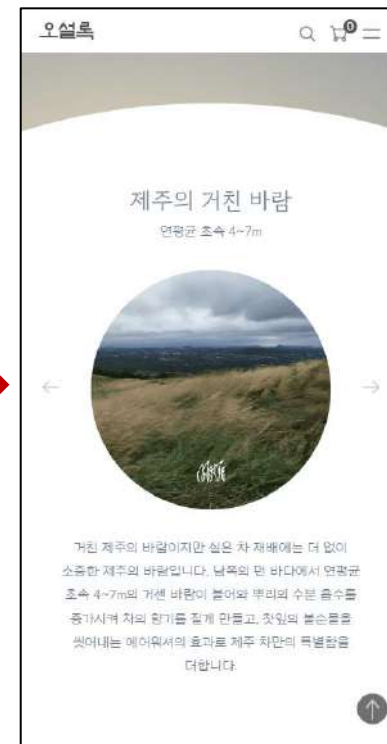 오설록
0
제주의 거친 바람
연평균 초속 4~7m
거친 제주의 바람이지만 실은 차 재배에는 더 없이
소중한 제주의 바람입니다. 남쪽의 먼 바다에서 연평균
초속 4~7m의 거센 바람이 불어와 뿌리의 수분 흡수를
증가시켜 차의 향기를 짙게 만들고, 찻잎의 불순물을
씻어내는 에어워셔의 효과로 제주 차만의 특별함을
더합니다